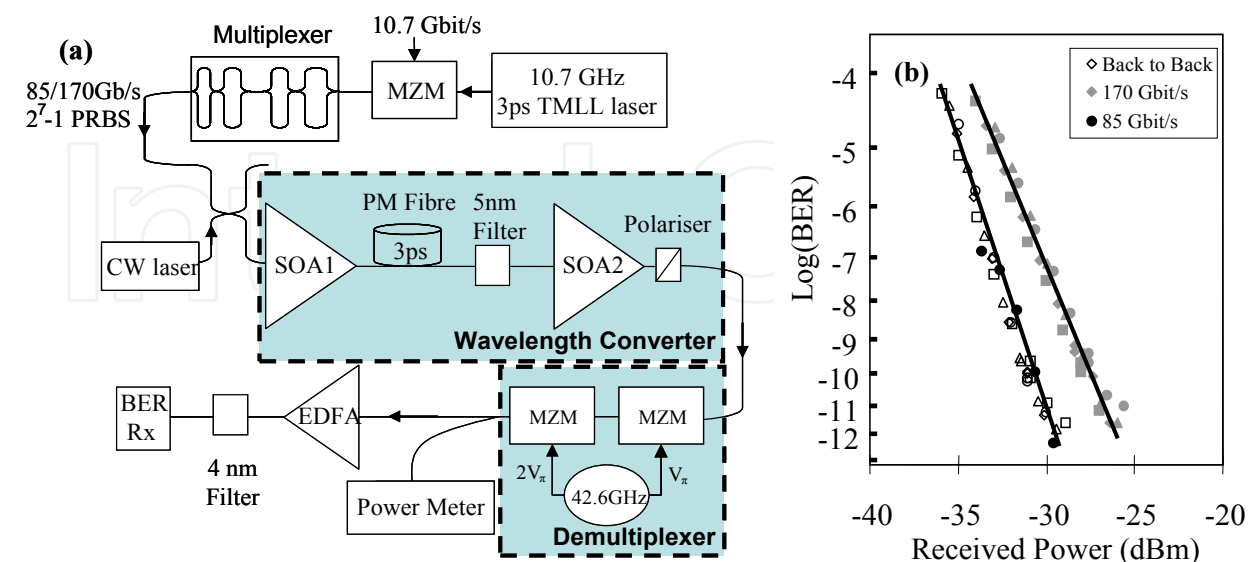 (a)
Multiplexer
10.7 Gbit/s
MZM
10.7 GHz
3ps TMLL laser
85/170Gb/s
2⁷-1 PRBS
CW laser
SOA1
PM Fibre
3ps
5nm
Filter
SOA2
Polariser
Wavelength Converter
BER
Rx
4 nm
Filter
EDFA
Power Meter
MZM
MZM
2Vπ
Vπ
42.6GHz
Demultiplexer
(b)
Back to Back
170 Gbit/s
85 Gbit/s
Log(BER)
-4
-5
-6
-7
-8
-9
-10
-11
-12
-40
-35
-30
-25
-20
Received Power (dBm)